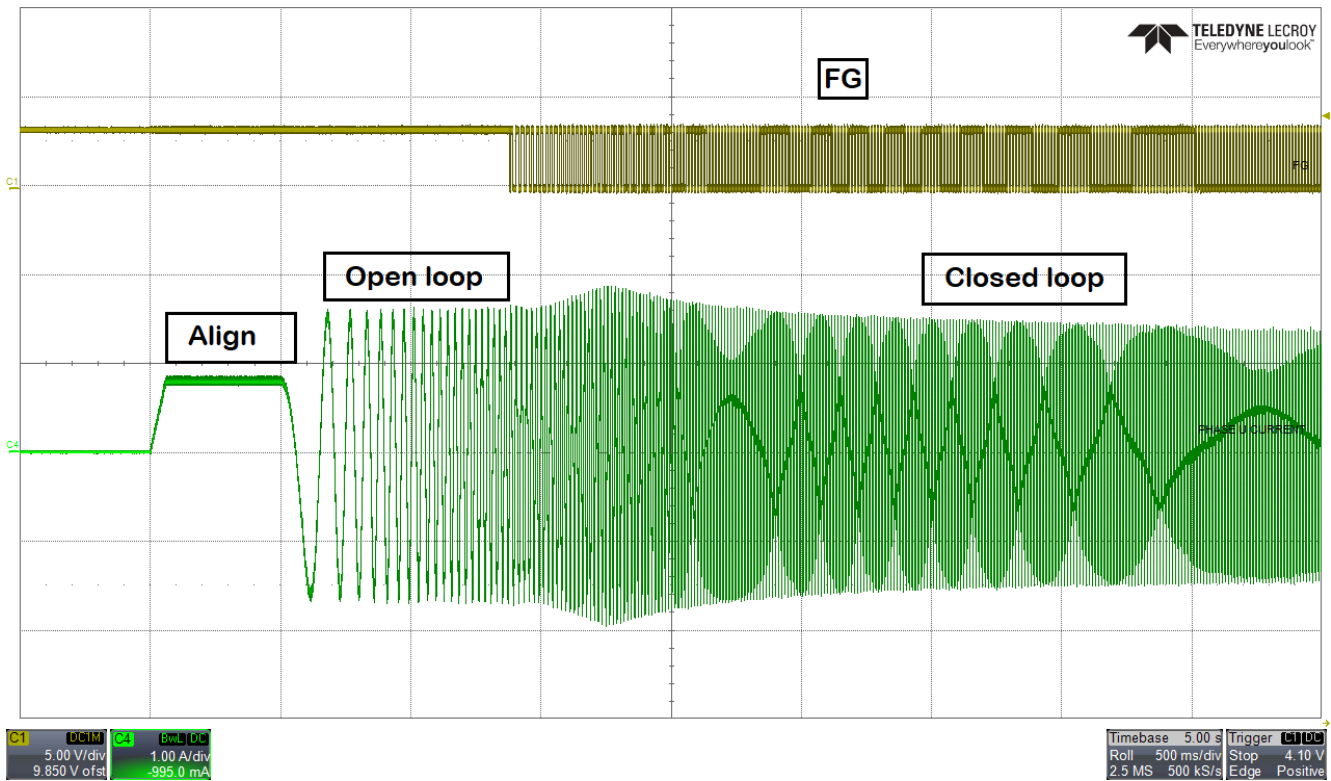 TELEDYNE LECROY
Everywhereyoulook™
FG
C1
FG
Open loop
Closed loop
Align
C4
PHASE U CURRENT
C1 DC1M
5.00 V/div
9.850 V ofst
C4 BwL DC
1.00 A/div
-995.0 mA
Timebase 5.00 s
Roll 500 ms/div
2.5 MS 500 kS/s
Trigger C1 DC
Stop 4.10 V
Edge Positive